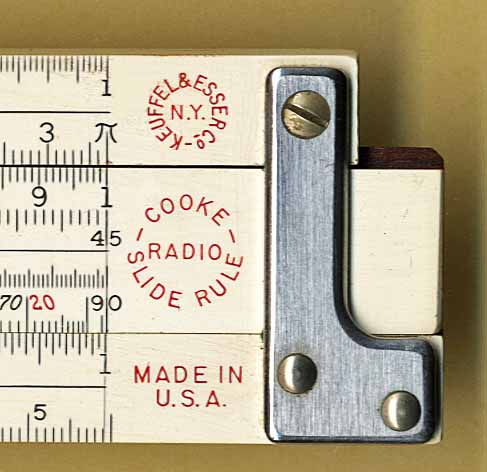 1
KEUFFEL & ESSER Co.
N.Y.
3 π
9 1
COOKE
45
RADIO
SLIDE RULE
70 20 90
1
MADE IN
U.S.A.
5